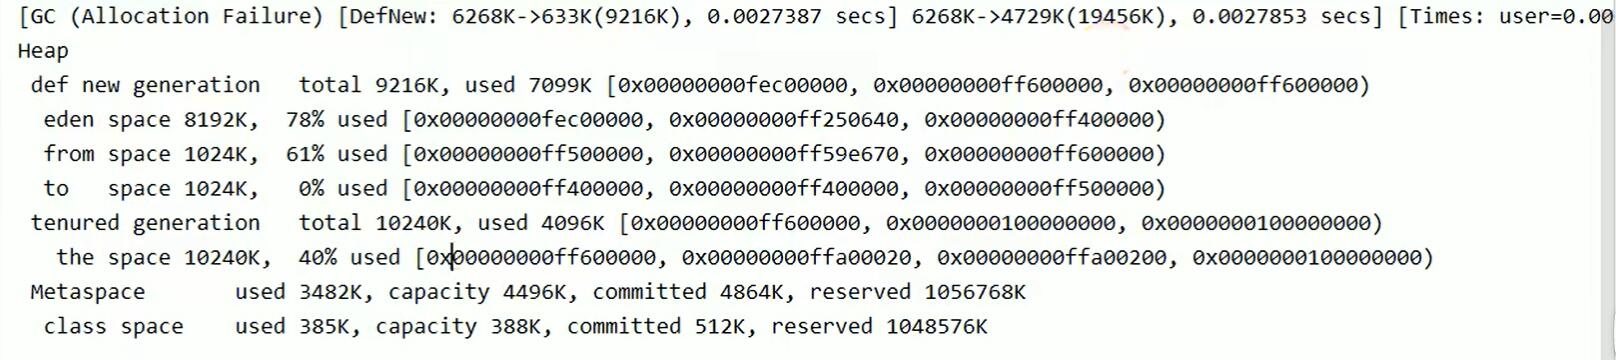 [GC (Allocation Failure) [DefNew: 6268K->633K(9216K), 0.0027387 secs] 6268K->4729K(19456K), 0.0027853 secs] [Times: user=0.00
Heap
def new generation   total 9216K, used 7099K [0x00000000fec00000, 0x00000000ff600000, 0x00000000ff600000)
eden space 8192K,  78% used [0x00000000fec00000, 0x00000000ff250640, 0x00000000ff400000)
from space 1024K,  61% used [0x00000000ff500000, 0x00000000ff59e670, 0x00000000ff600000)
to   space 1024K,   0% used [0x00000000ff400000, 0x00000000ff400000, 0x00000000ff500000)
tenured generation   total 10240K, used 4096K [0x00000000ff600000, 0x0000000100000000, 0x0000000100000000)
the space 10240K,  40% used [0x00000000ff600000, 0x00000000ffa00020, 0x00000000ffa00200, 0x0000000100000000)
Metaspace       used 3482K, capacity 4496K, committed 4864K, reserved 1056768K
class space    used 385K, capacity 388K, committed 512K, reserved 1048576K